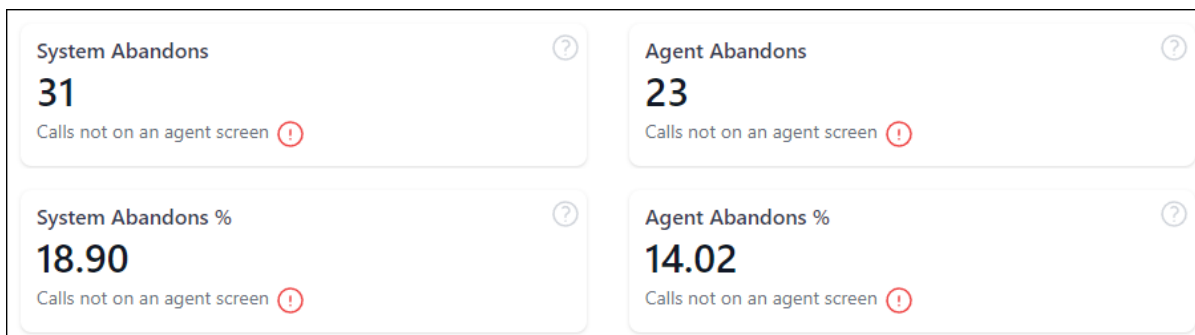 System Abandons
31
Calls not on an agent screen
Agent Abandons
23
Calls not on an agent screen
System Abandons %
18.90
Calls not on an agent screen
Agent Abandons %
14.02
Calls not on an agent screen